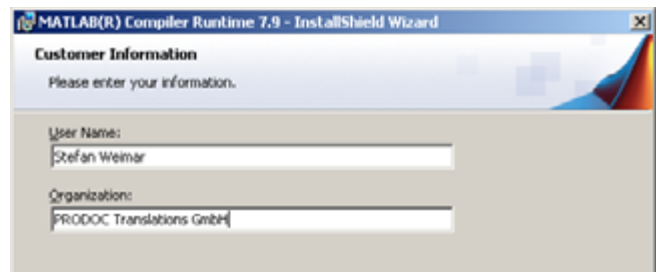 MATLAB(R) Compiler Runtime 7.9 - InstallShield Wizard
Customer Information
Please enter your information.
User Name:
Stefan Weimar
Organization:
PRODOC Translations GmbH